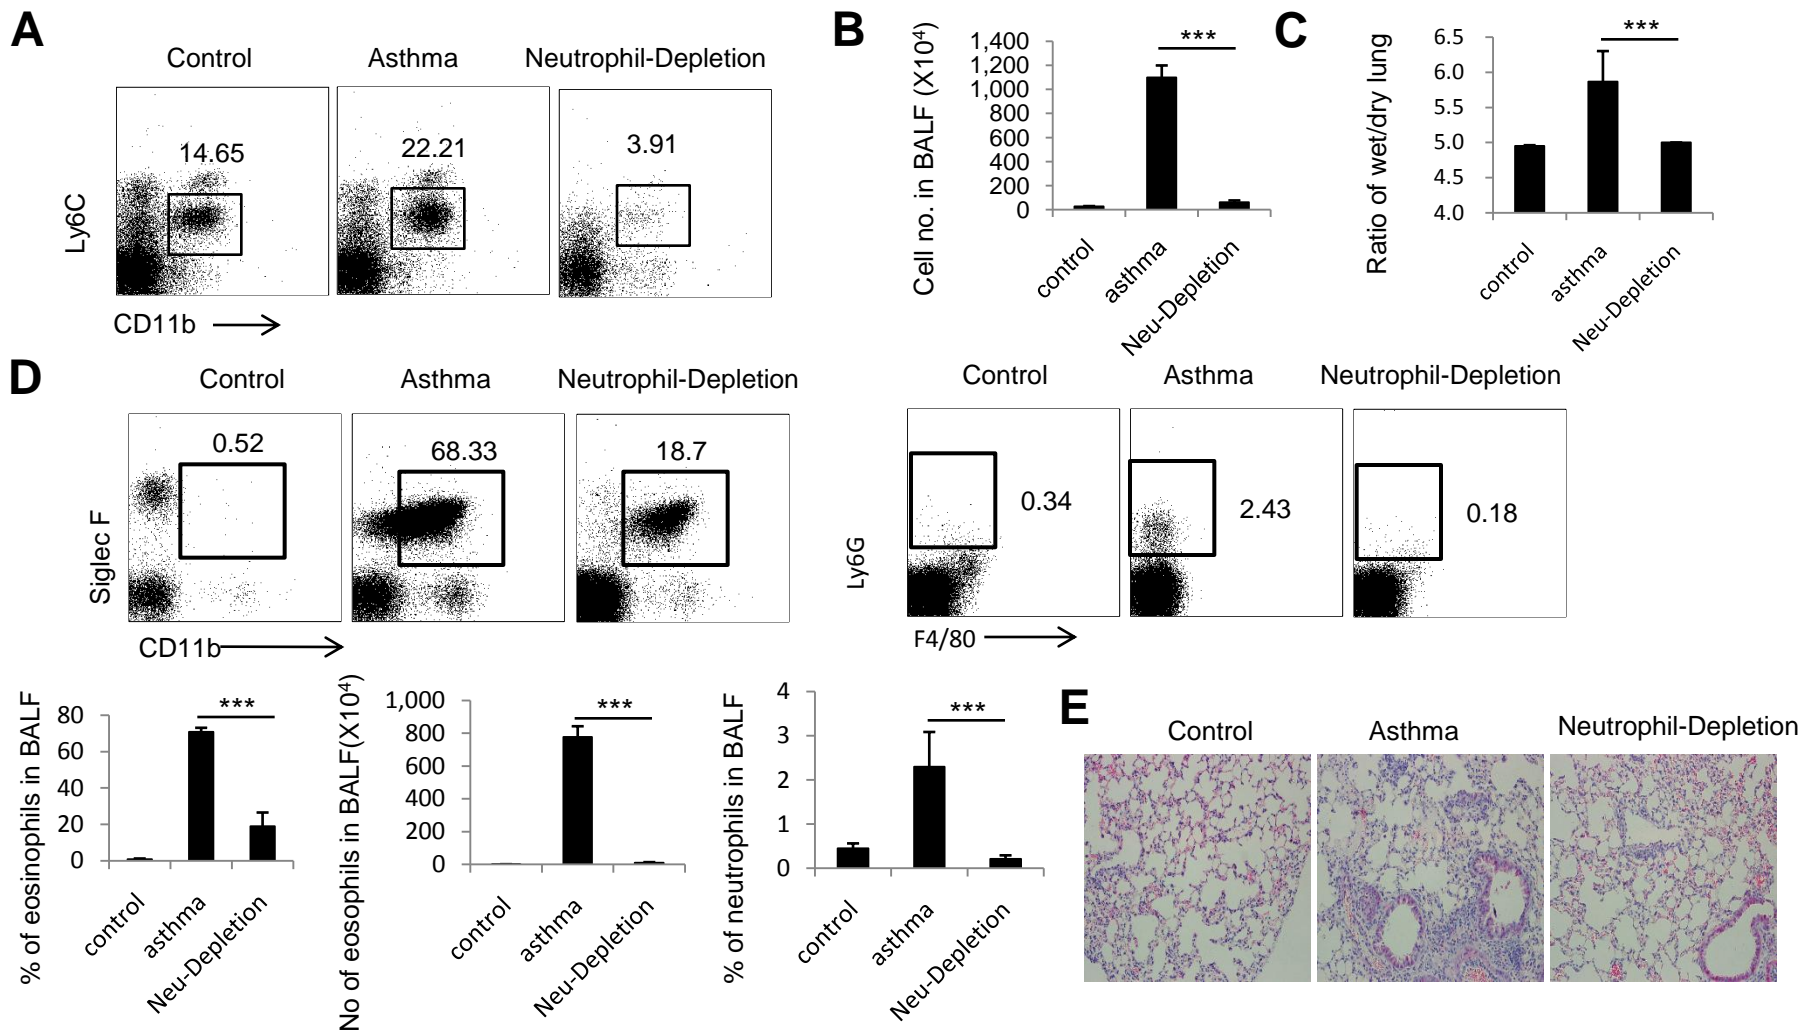 A
Control Asthma Neutrophil-Depletion
14.65 22.21 3.91
Ly6C
CD11b
B
Cell no. in BALF (X10⁴)
1,400
1,200
1,000
800
600
400
200
0
***
control asthma Neu-Depletion
C
Ratio of wet/dry lung
6.5
6.0
5.5
5.0
4.5
4.0
***
control asthma Neu-Depletion
D
Control Asthma Neutrophil-Depletion
0.52 68.33 18.7
Siglec F
CD11b
Control Asthma Neutrophil-Depletion
0.34 2.43 0.18
Ly6G
F4/80
% of eosinophils in BALF
80
60
40
20
0
***
control asthma Neu-Depletion
No of eosophils in BALF(X10⁴)
1,000
800
600
400
200
0
***
control asthma Neu-Depletion
% of neutrophils in BALF
4
3
2
1
0
***
control asthma Neu-Depletion
E
Control Asthma Neutrophil-Depletion